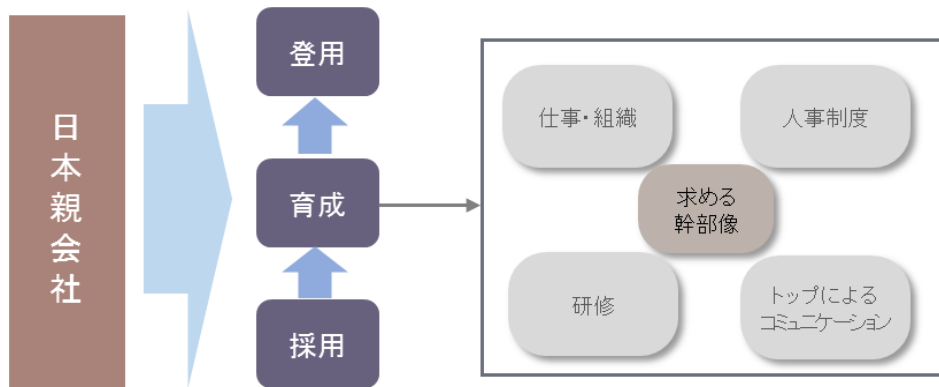 日本親会社
登用
育成
採用
仕事・組織
人事制度
求める
幹部像
研修
トップによる
コミュニケーション